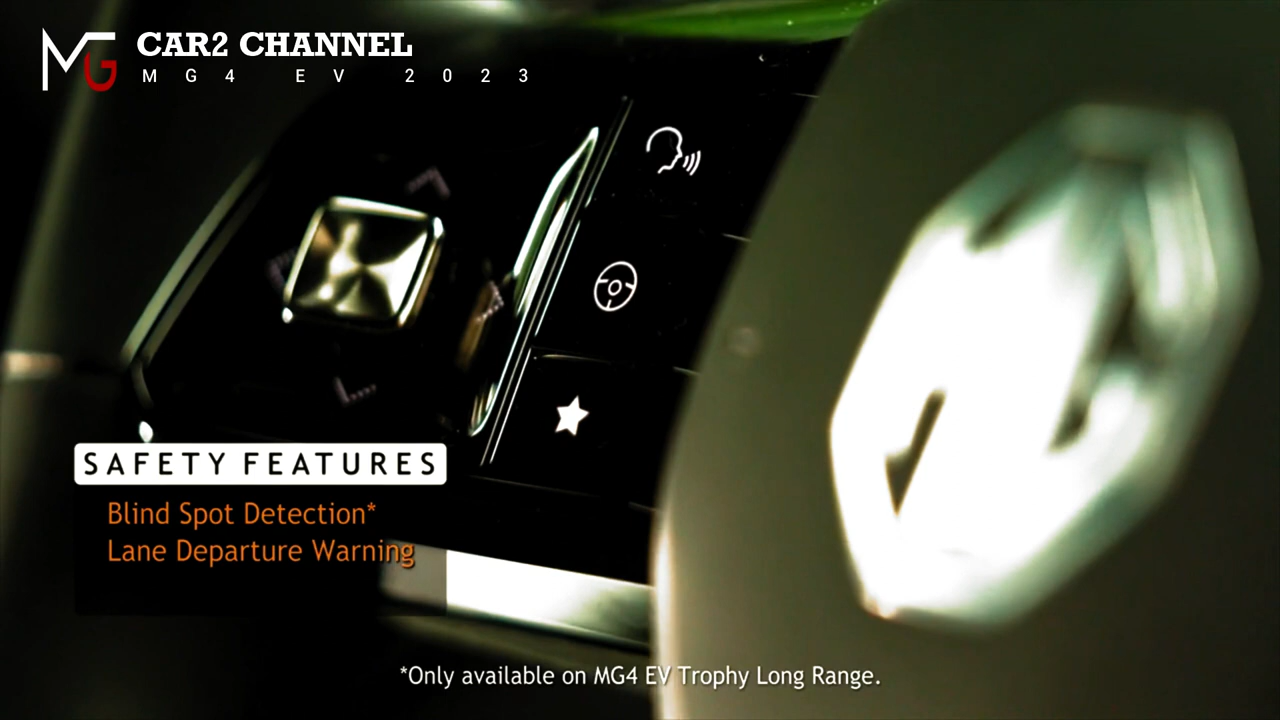 MG
CAR2 CHANNEL
MG4 EV 2023
SAFETY FEATURES
Blind Spot Detection*
Lane Departure Warning
*Only available on MG4 EV Trophy Long Range.